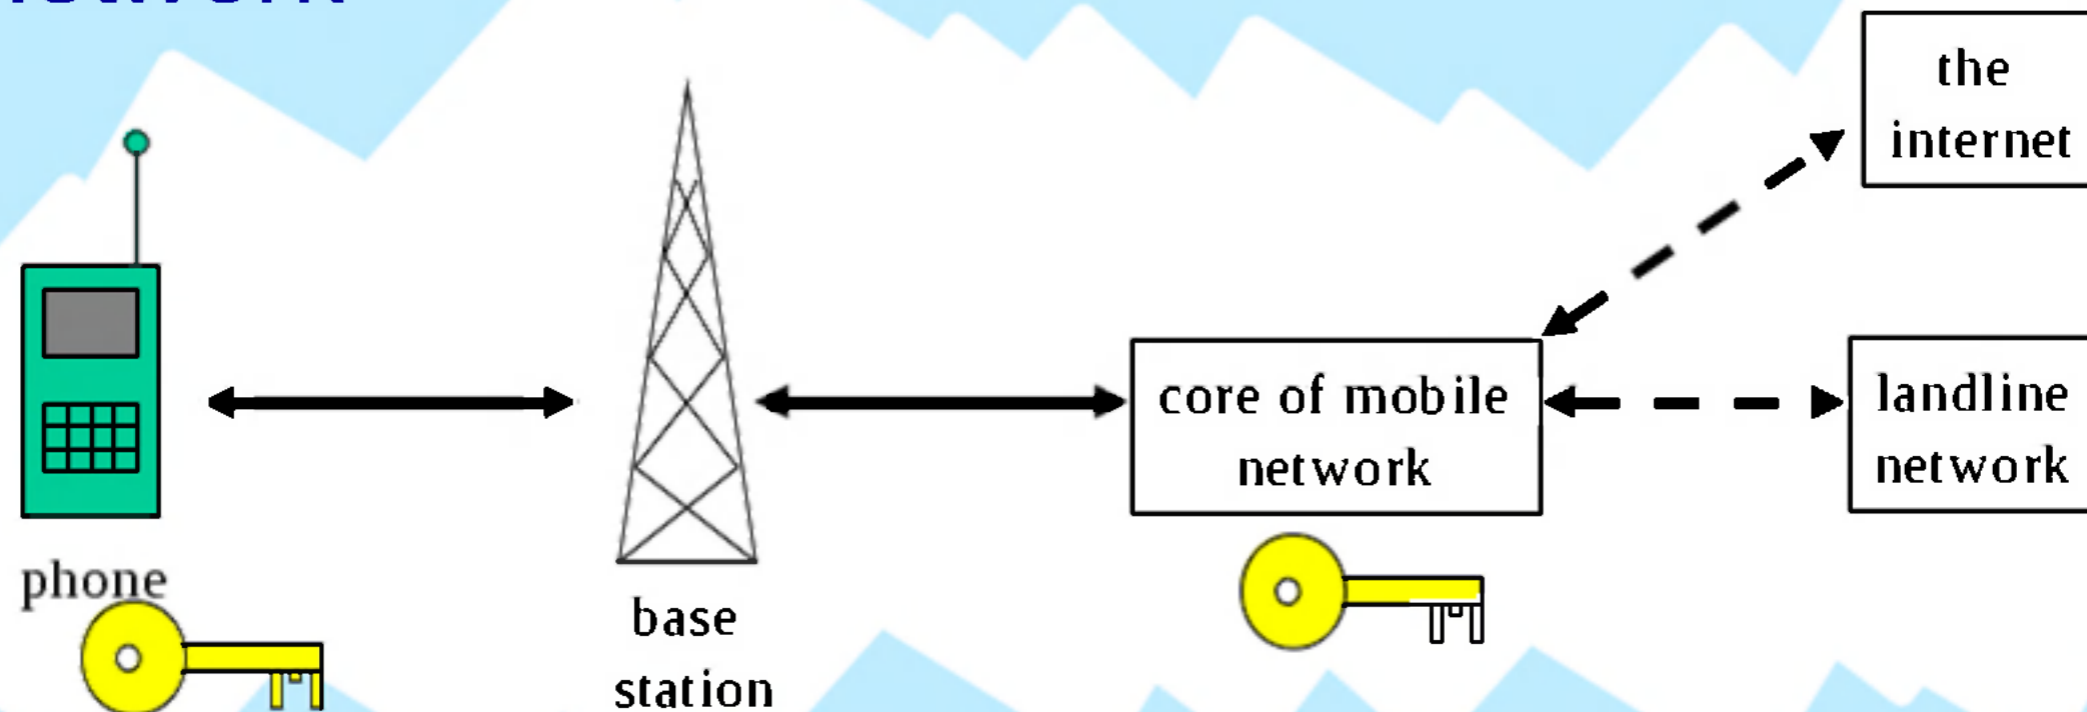 the
internet
core of mobile
network
landline
network
phone
base
station